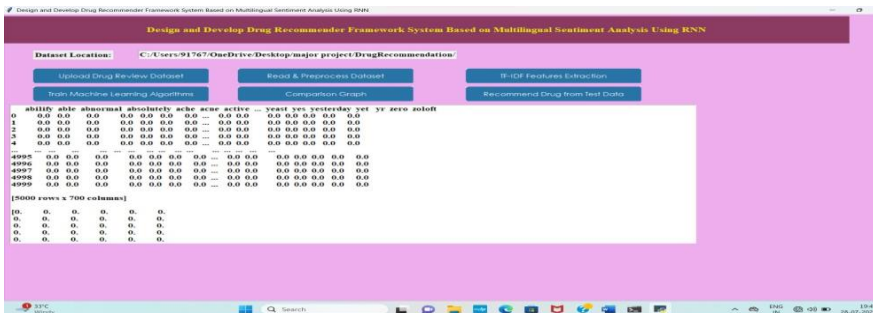 Design and Develop Drug Recommender Framework System Based on Multilingual Sentiment Analysis Using RNN
Design and Develop Drug Recommender Framework System Based on Multilingual Sentiment Analysis Using RNN
Dataset Location: C:/Users/91767/OneDrive/Desktop/major project/DrugRecommendation/
Upload Drug Review Dataset Read & Preprocess Dataset TF-IDF Features Extraction
Train Machine Learning Algorithms Comparison Graph Recommend Drug from Test Data
abilify able abnormal absolutely ache acne active ... yeast yes yesterday yet yr zero zoloft
0 0.0 0.0 0.0 0.0 0.0 0.0 0.0 ... 0.0 0.0 0.0 0.0 0.0 0.0 0.0
1 0.0 0.0 0.0 0.0 0.0 0.0 0.0 ... 0.0 0.0 0.0 0.0 0.0 0.0 0.0
2 0.0 0.0 0.0 0.0 0.0 0.0 0.0 ... 0.0 0.0 0.0 0.0 0.0 0.0 0.0
3 0.0 0.0 0.0 0.0 0.0 0.0 0.0 ... 0.0 0.0 0.0 0.0 0.0 0.0 0.0
4 0.0 0.0 0.0 0.0 0.0 0.0 0.0 ... 0.0 0.0 0.0 0.0 0.0 0.0 0.0
... ... ... ... ... ... ... ... ... ... ... ... ... ... ... ...
4995 0.0 0.0 0.0 0.0 0.0 0.0 0.0 ... 0.0 0.0 0.0 0.0 0.0 0.0 0.0
4996 0.0 0.0 0.0 0.0 0.0 0.0 0.0 ... 0.0 0.0 0.0 0.0 0.0 0.0 0.0
4997 0.0 0.0 0.0 0.0 0.0 0.0 0.0 ... 0.0 0.0 0.0 0.0 0.0 0.0 0.0
4998 0.0 0.0 0.0 0.0 0.0 0.0 0.0 ... 0.0 0.0 0.0 0.0 0.0 0.0 0.0
4999 0.0 0.0 0.0 0.0 0.0 0.0 0.0 ... 0.0 0.0 0.0 0.0 0.0 0.0 0.0
[5000 rows x 700 columns]
[0. 0. 0. 0. 0. 0.
0. 0. 0. 0. 0. 0.
0. 0. 0. 0. 0. 0.
0. 0. 0. 0. 0. 0.
0. 0. 0. 0. 0. 0.
Search ENG